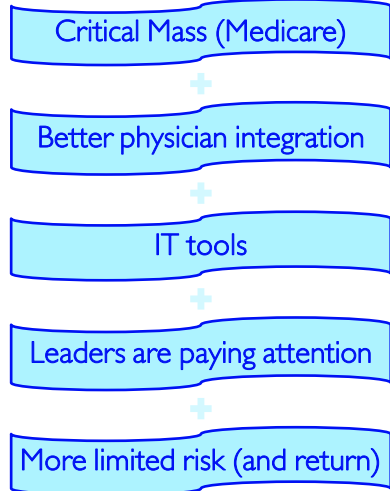 Critical Mass (Medicare)
+
Better physician integration
+
IT tools
+
Leaders are paying attention
+
More limited risk (and return)